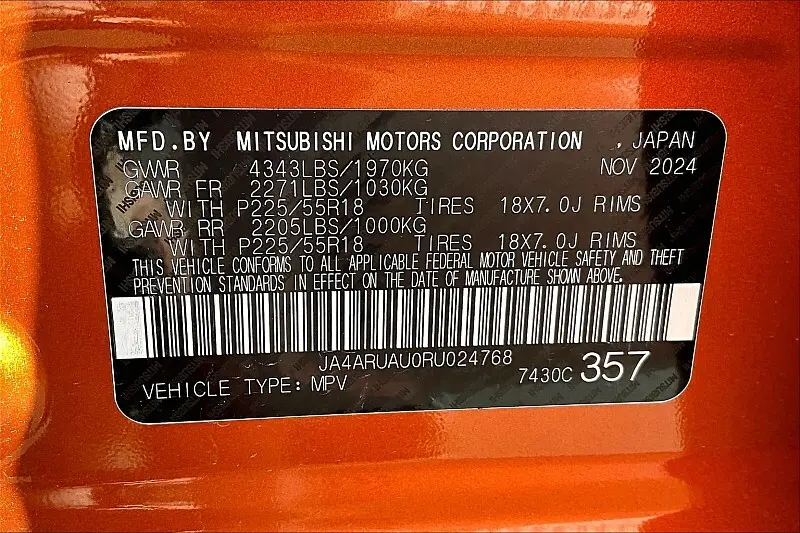 MFD.BY MITSUBISHI MOTORS CORPORATION , JAPAN
GVWR 4343LBS/1970KG NOV 2024
GAWR FR 2271LBS/1030KG
WITH P225/55R18 TIRES 18X7.0J RIMS
GAWR RR 2205LBS/1000KG
WITH P225/55R18 TIRES 18X7.0J RIMS
THIS VEHICLE CONFORMS TO ALL APPLICABLE FEDERAL MOTOR VEHICLE SAFETY AND THEFT
PREVENTION STANDARDS IN EFFECT ON THE DATE OF MANUFACTURE SHOWN ABOVE.
JA4ARUAU0RU024768
VEHICLE TYPE: MPV 7430C 357